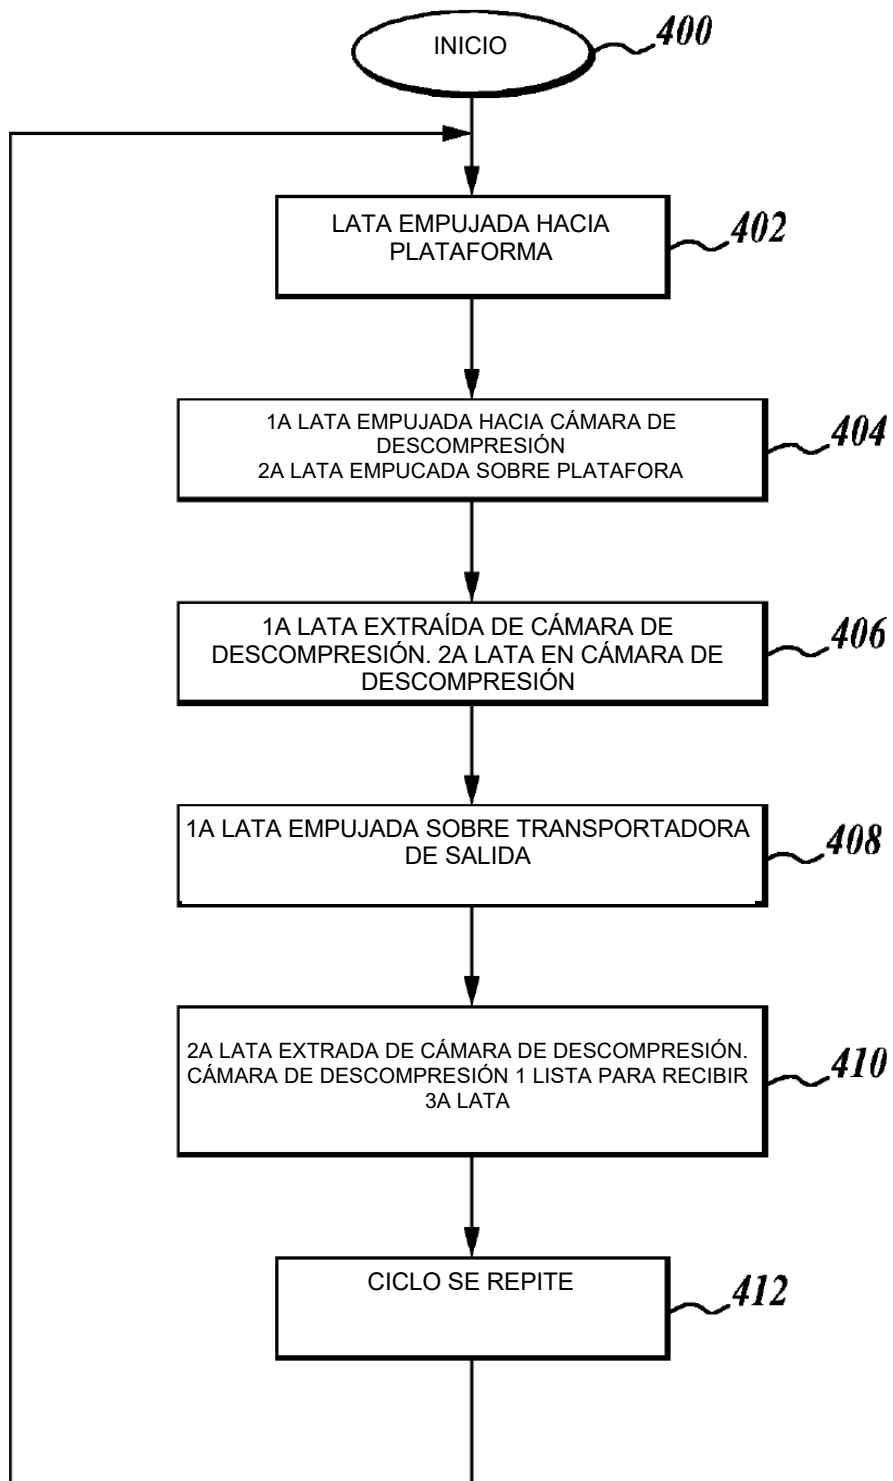 INICIO
400
LATA EMPUJADA HACIA
PLATAFORMA
402
1A LATA EMPUJADA HACIA CÁMARA DE
DESCOMPRESIÓN
2A LATA EMPUCADA SOBRE PLATAFORA
404
1A LATA EXTRAÍDA DE CÁMARA DE
DESCOMPRESIÓN. 2A LATA EN CÁMARA DE
DESCOMPRESIÓN
406
1A LATA EMPUJADA SOBRE TRANSPORTADORA
DE SALIDA
408
2A LATA EXTRADA DE CÁMARA DE DESCOMPRESIÓN.
CÁMARA DE DESCOMPRESIÓN 1 LISTA PARA RECIBIR
3A LATA
410
CICLO SE REPITE
412